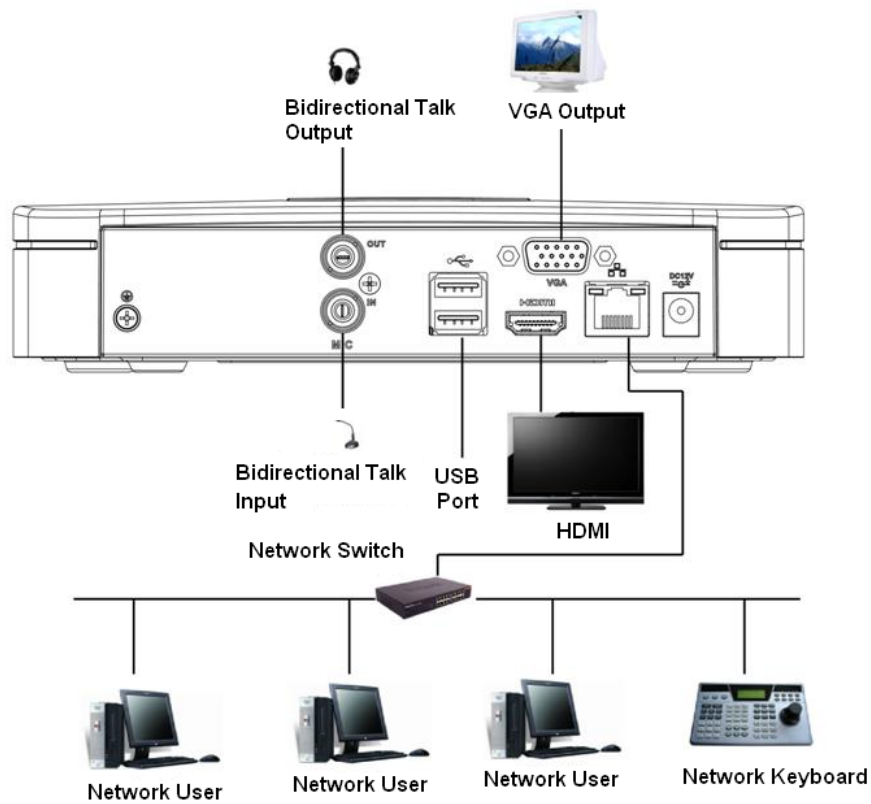 Bidirectional Talk
Output
VGA Output
OUT
IN
MIC
VGA
HDMI
DC12V
Bidirectional Talk
Input
USB
Port
HDMI
Network Switch
Network User
Network User
Network User
Network Keyboard